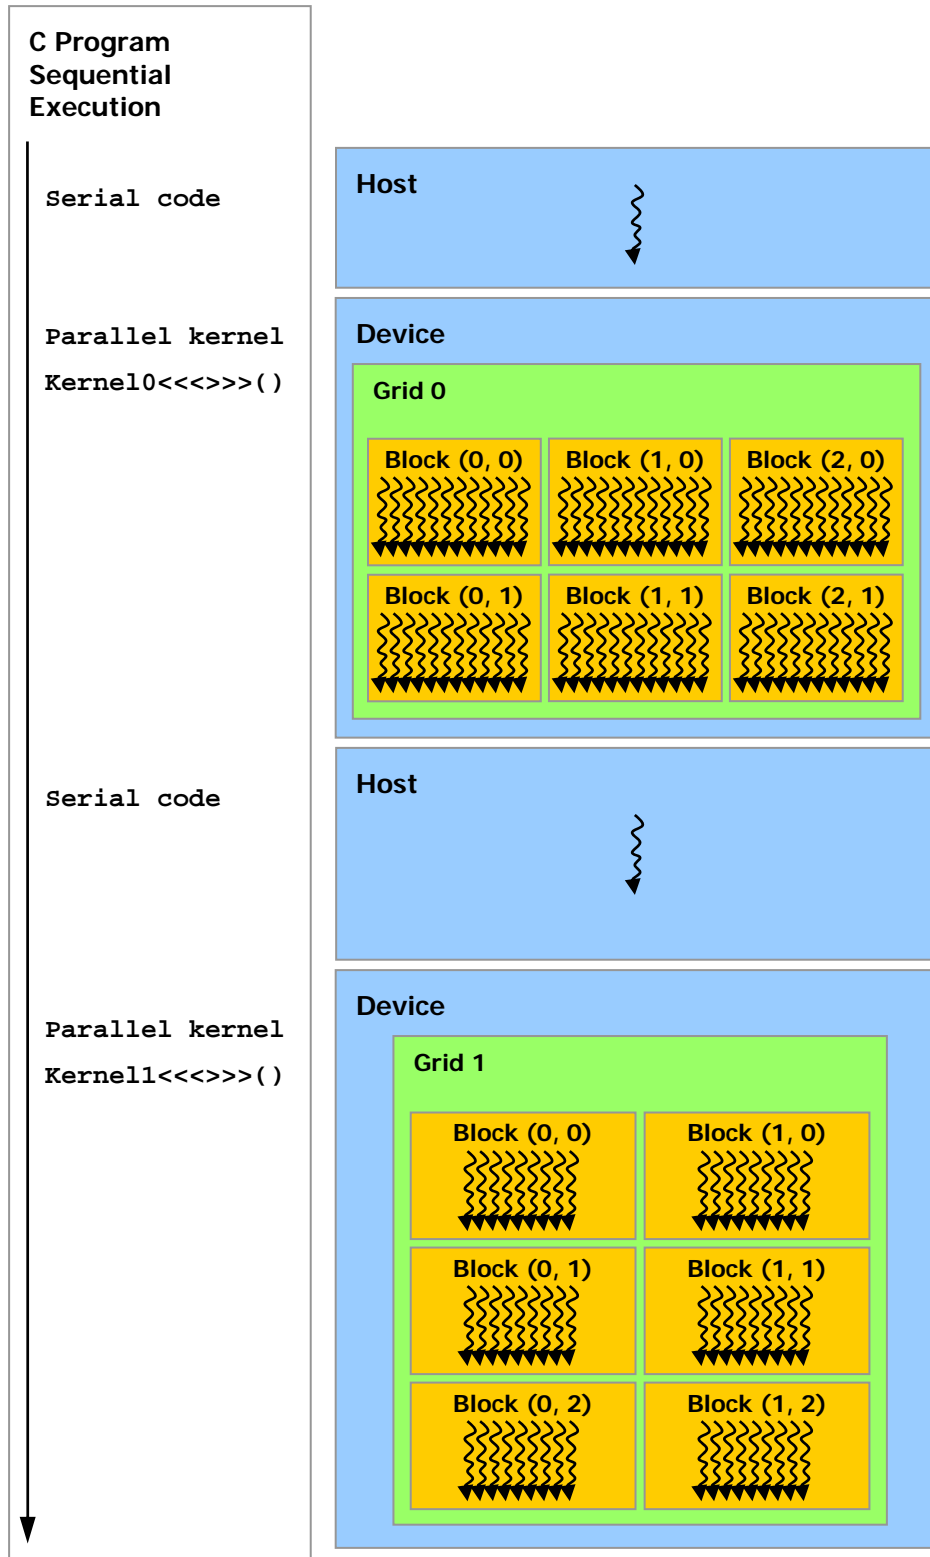 C Program
Sequential
Execution
Serial code
Host
Parallel kernel
Kernel0<<<>>>()
Device
Grid 0
Block (0, 0)
Block (1, 0)
Block (2, 0)
Block (0, 1)
Block (1, 1)
Block (2, 1)
Serial code
Host
Parallel kernel
Kernel1<<<>>>()
Device
Grid 1
Block (0, 0)
Block (1, 0)
Block (0, 1)
Block (1, 1)
Block (0, 2)
Block (1, 2)